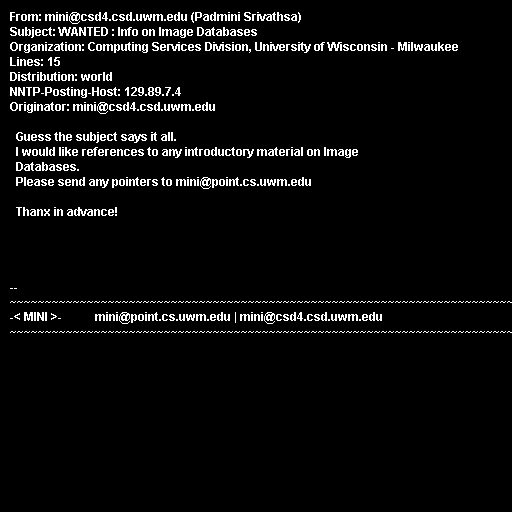 From: mini@csd4.csd.uwm.edu (Padmini Srivathsa)
Subject: WANTED : Info on Image Databases
Organization: Computing Services Division, University of Wisconsin - Milwaukee
Lines: 15
Distribution: world
NNTP-Posting-Host: 129.89.7.4
Originator: mini@csd4.csd.uwm.edu

Guess the subject says it all.
I would like references to any introductory material on Image
Databases.
Please send any pointers to mini@point.cs.uwm.edu

Thanx in advance!

--
~~~~~~~~~~~~~~~~~~~~~~~~~~~~~~~~~~~~~~~~~~~~~~~~~~~~~~~~~~~~~~~~~~~~~~~~
-< MINI >- mini@point.cs.uwm.edu | mini@csd4.csd.uwm.edu
~~~~~~~~~~~~~~~~~~~~~~~~~~~~~~~~~~~~~~~~~~~~~~~~~~~~~~~~~~~~~~~~~~~~~~~~